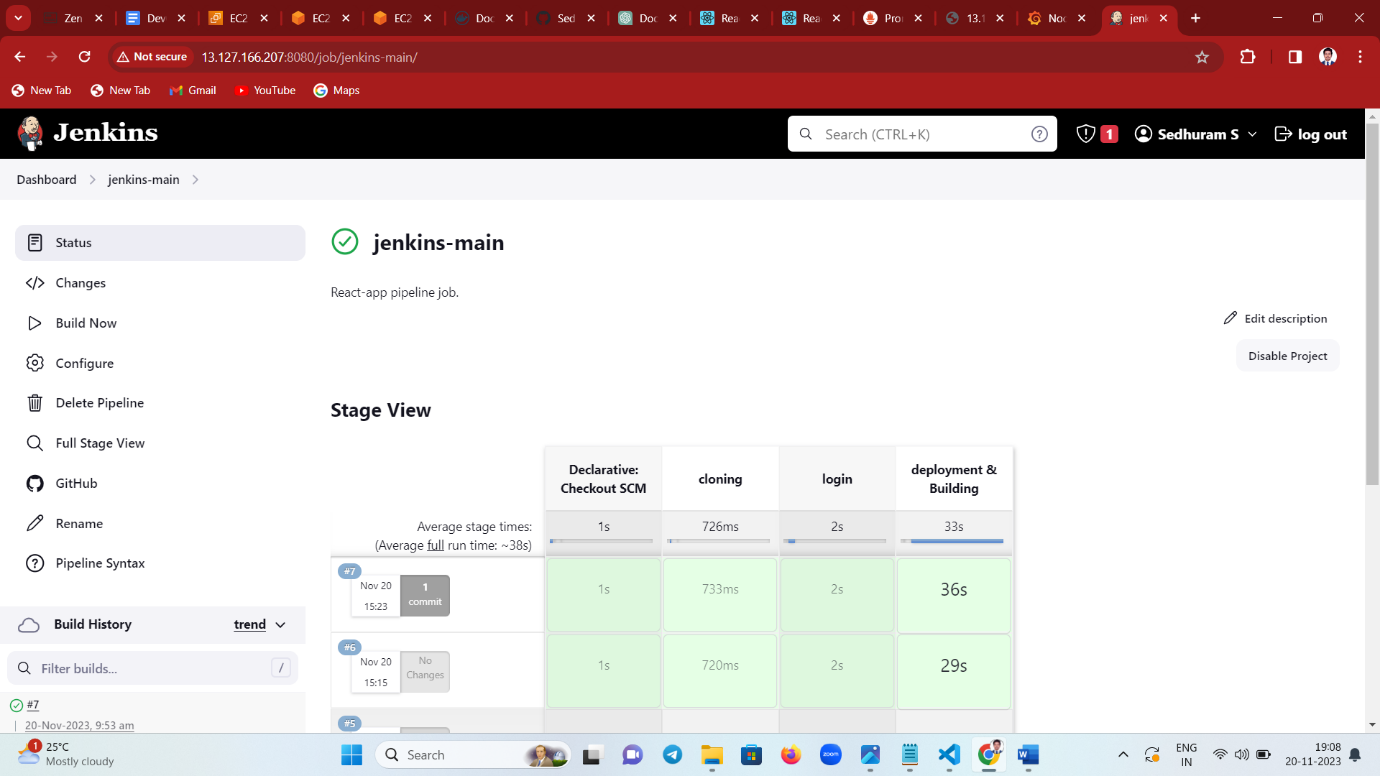 Zen
Dev
EC2
EC2
EC2
Doc
Sed
Doc
Rea
Rea
Pro
13.1
Noc
jenk
Not secure
13.127.166.207:8080/job/jenkins-main/
New Tab
New Tab
Gmail
YouTube
Maps
Jenkins
Search (CTRL+K)
?
1
Sedhuram S
log out
Dashboard
jenkins-main
Status
Changes
Build Now
Configure
Delete Pipeline
Full Stage View
GitHub
Rename
Pipeline Syntax
Build History
trend
Filter builds...
/
#7
20-Nov-2023, 9:53 am
jenkins-main
React-app pipeline job.
Edit description
Disable Project
Stage View
Declarative:
Checkout SCM
cloning
login
deployment &
Building
Average stage times:
(Average full run time: ~38s)
1s
726ms
2s
33s
#7
Nov 20
15:23
1
commit
1s
733ms
2s
36s
#6
Nov 20
15:15
No
Changes
1s
720ms
2s
29s
#5
1
25°C
Mostly cloudy
Search
zoom
ENG
IN
19:08
20-11-2023